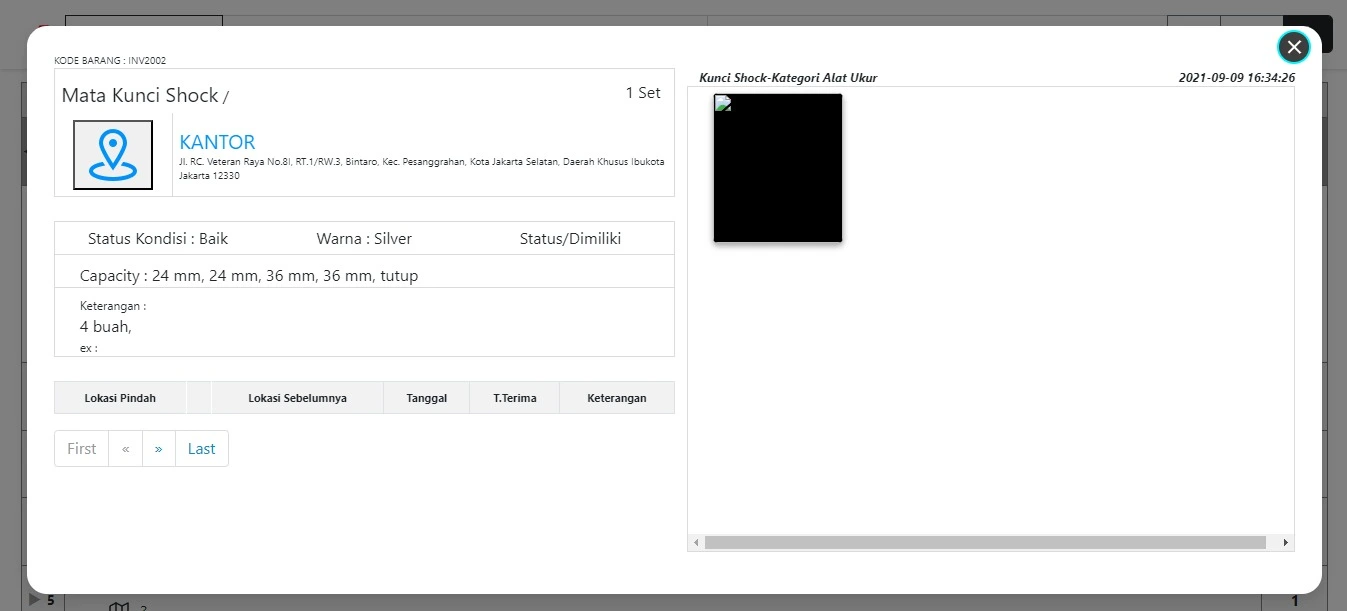 KODE BARANG : INV2002
Mata Kunci Shock /
1 Set
KANTOR
Jl. RC. Veteran Raya No.8I, RT.1/RW.3, Bintaro, Kec. Pesanggrahan, Kota Jakarta Selatan, Daerah Khusus Ibukota
Jakarta 12330
Status Kondisi : Baik
Warna : Silver
Status/Dimiliki
Capacity : 24 mm, 24 mm, 36 mm, 36 mm, tutup
Keterangan :
4 buah,
ex :
Lokasi Pindah
Lokasi Sebelumnya
Tanggal
T.Terima
Keterangan
First
«
»
Last
Kunci Shock-Kategori Alat Ukur
2021-09-09 16:34:26
5
1